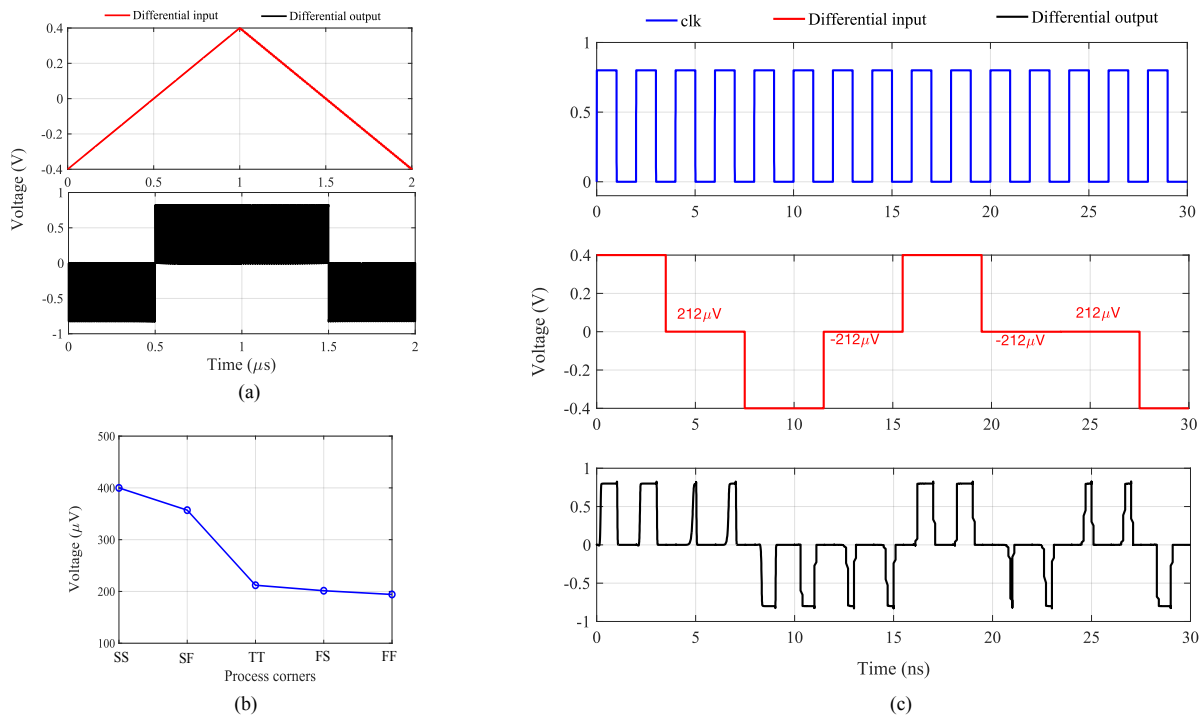 Differential input Differential output
0.4
0.2
0
-0.2
-0.4
0 0.5 1 1.5 2
1
0.5
0
-0.5
-1
0 0.5 1 1.5 2
Voltage (V)
Time (μs)
(a)
500
400
300
200
100
SS SF TT FS FF
Voltage (μV)
Process corners
(b)
clk Differential input Differential output
1
0.5
0
0 5 10 15 20 25 30
0.4
0.2
0
-0.2
-0.4
212μV
-212μV
-212μV
212μV
0 5 10 15 20 25 30
Voltage (V)
1
0.5
0
-0.5
-1
0 5 10 15 20 25 30
Time (ns)
(c)